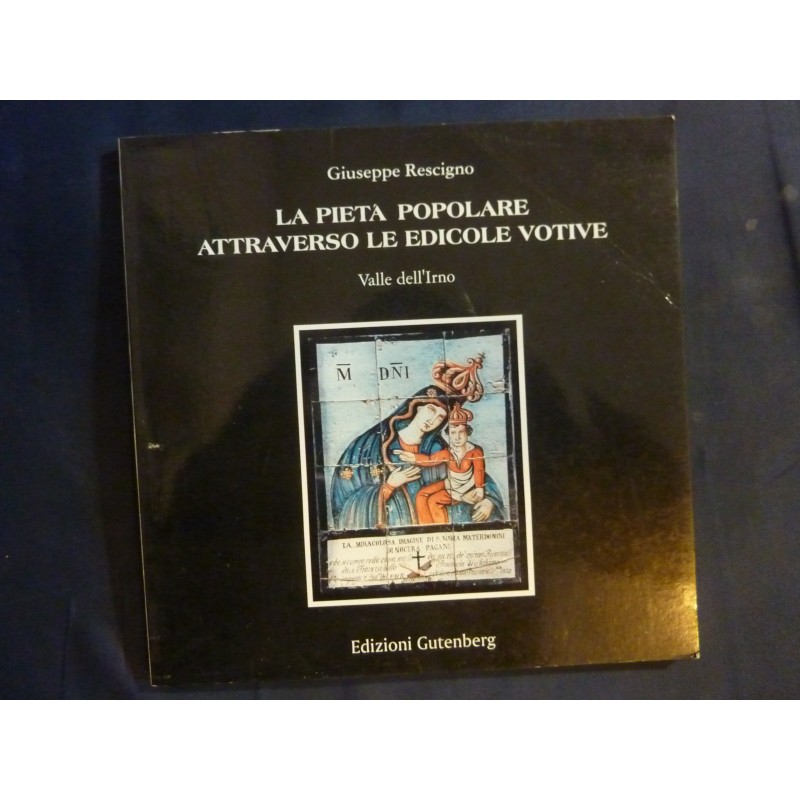 Giuseppe Rescigno
LA PIETÀ POPOLARE
ATTRAVERSO LE EDICOLE VOTIVE
Valle dell'Irno
M DNI
LA MIRACOLOSA IMAGINE DI S. MARIA MATERDOMINI
DI NOCERA PAGANI
Edizioni Gutenberg